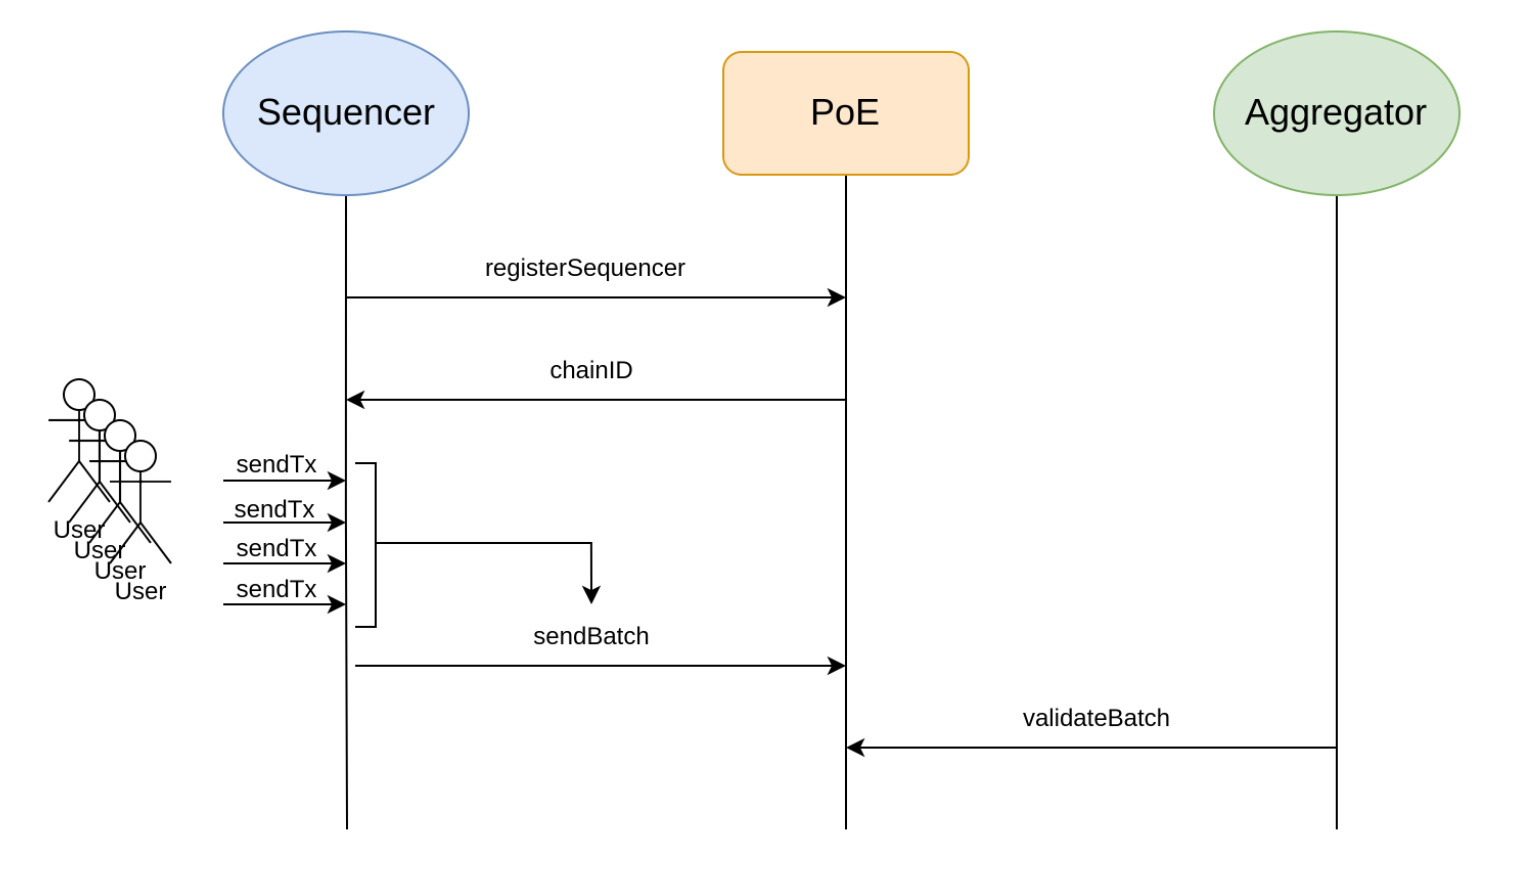 Sequencer
PoE
Aggregator
registerSequencer
chainID
sendTx
sendTx
sendTx
sendTx
User
User
User
User
sendBatch
validateBatch